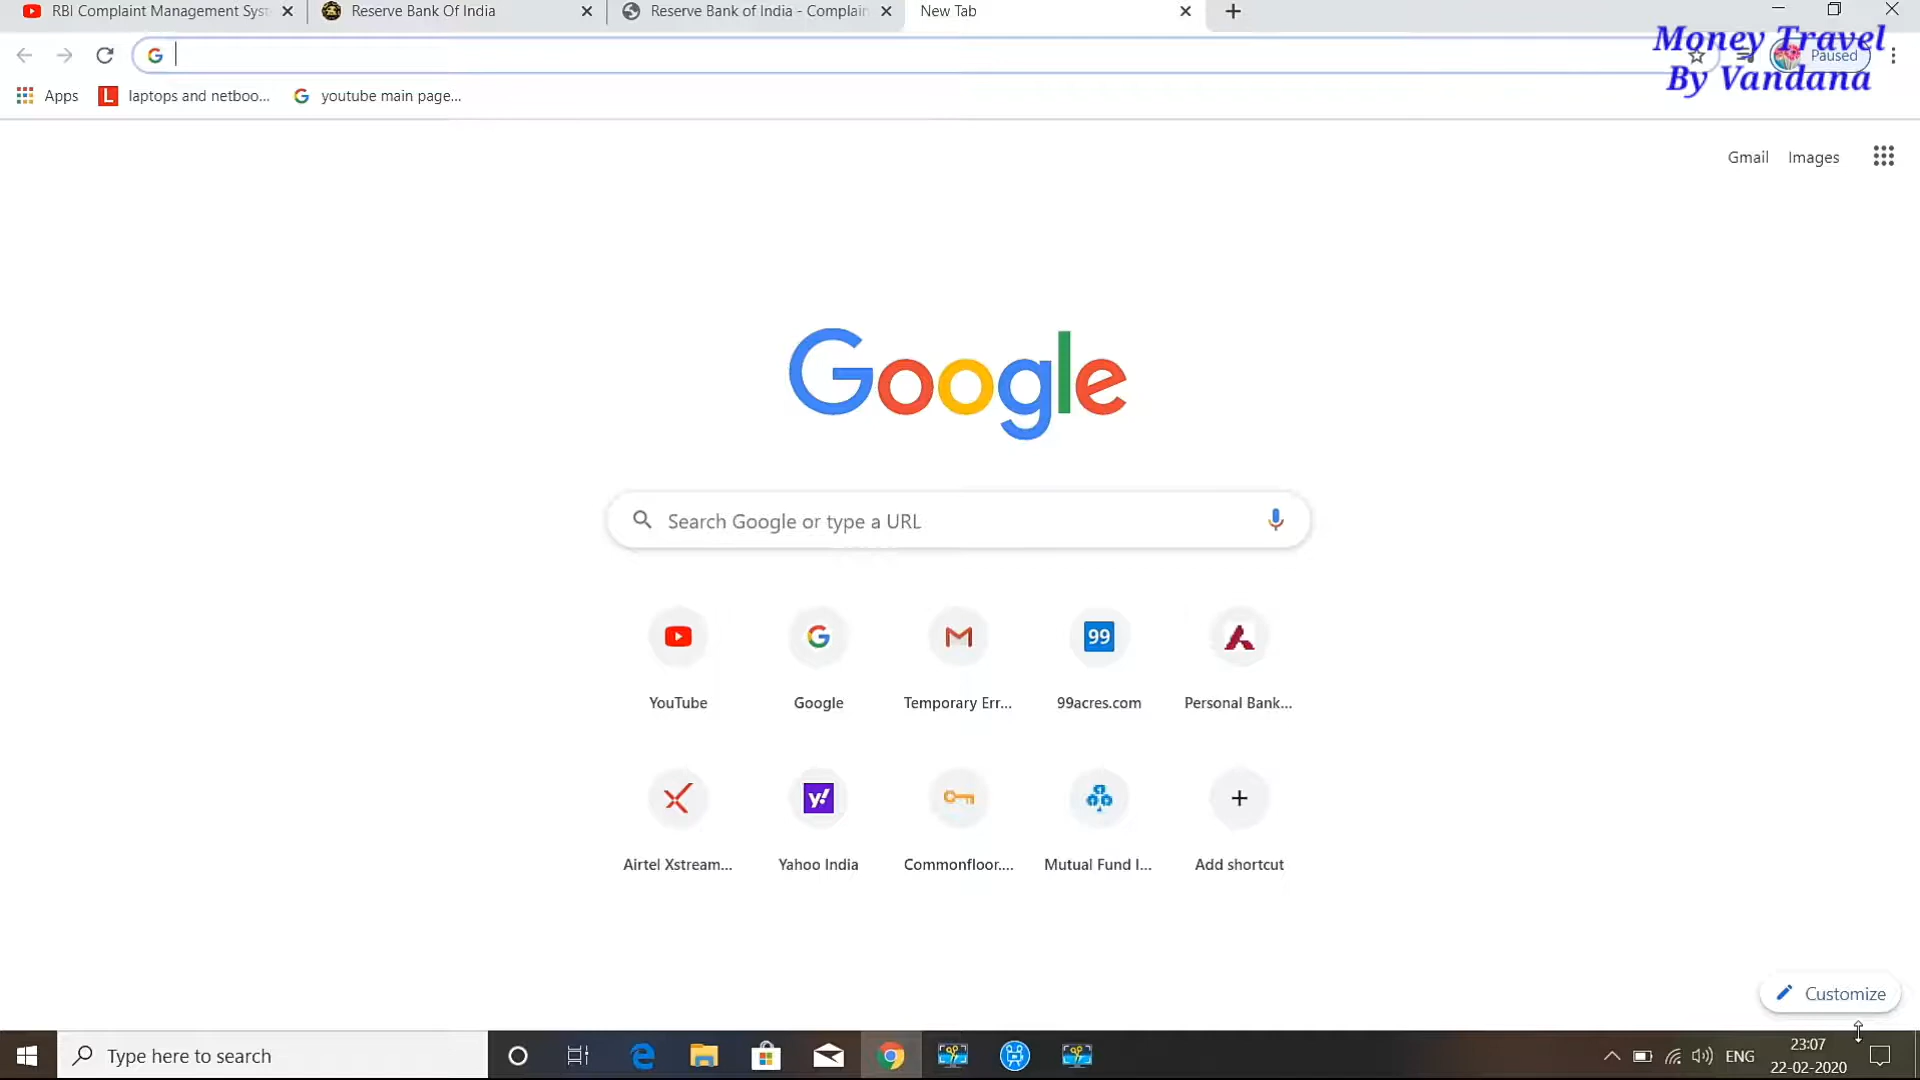 RBI Complaint Management Syst
Reserve Bank Of India
Reserve Bank of India - Complain
New Tab
Money Travel
By Vandana
Paused
Apps
L
laptops and netboo...
youtube main page...
Gmail
Images
Google
Search Google or type a URL
99
YouTube
Google
Temporary Err...
99acres.com
Personal Bank...
y!
Airtel Xstream...
Yahoo India
Commonfloor....
Mutual Fund I...
Add shortcut
Customize
Type here to search
ENG
23:07
22-02-2020